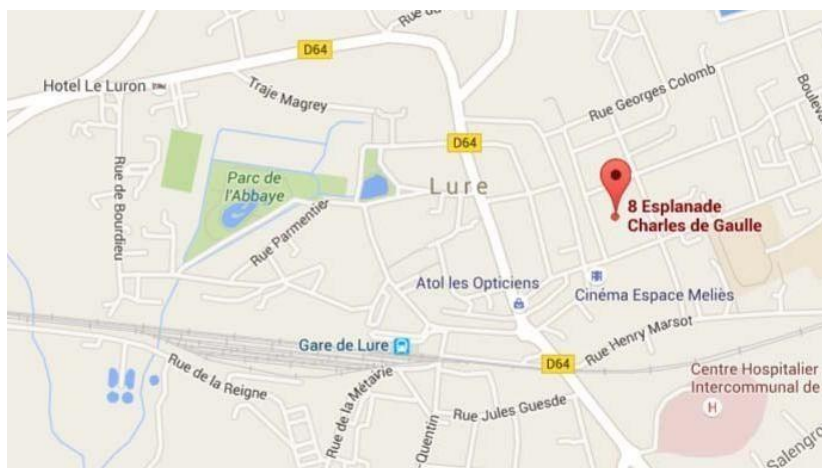 Rue du
D64
Hotel Le Luron
Traje Magrey
Rue Georges Colomb
Boulevа
D64
Rue de Bourdieu
Parc de
l'Abbaye
Lure
8 Esplanade
Charles de Gaulle
Rue Parmentier
Atol les Opticiens
Cinéma Espace Meliès
Gare de Lure
Rue Henry Marsot
D64
Rue de la Reigne
Rue de la Métairie
Centre Hospitalier
Intercommunal de
H
Rue Jules Guesde
-Quentin
Salengro